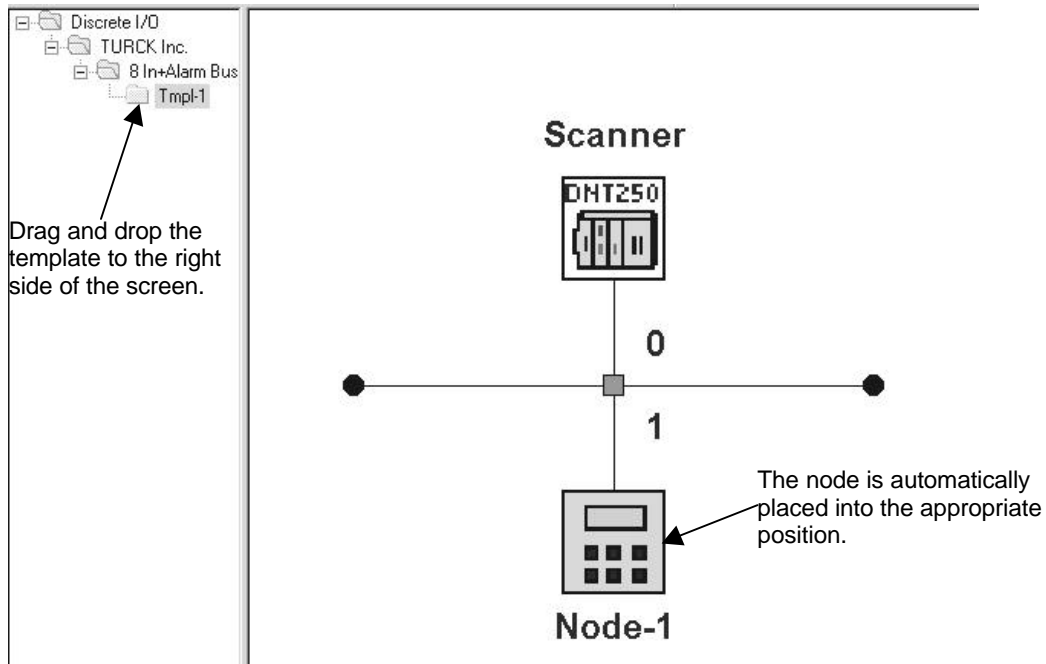 Discrete I/O
TURCK Inc.
8 In+Alarm Bus
Tmpl-1
Drag and drop the
template to the right
side of the screen.
Scanner
DNT250
0
1
The node is automatically
placed into the appropriate
position.
Node-1